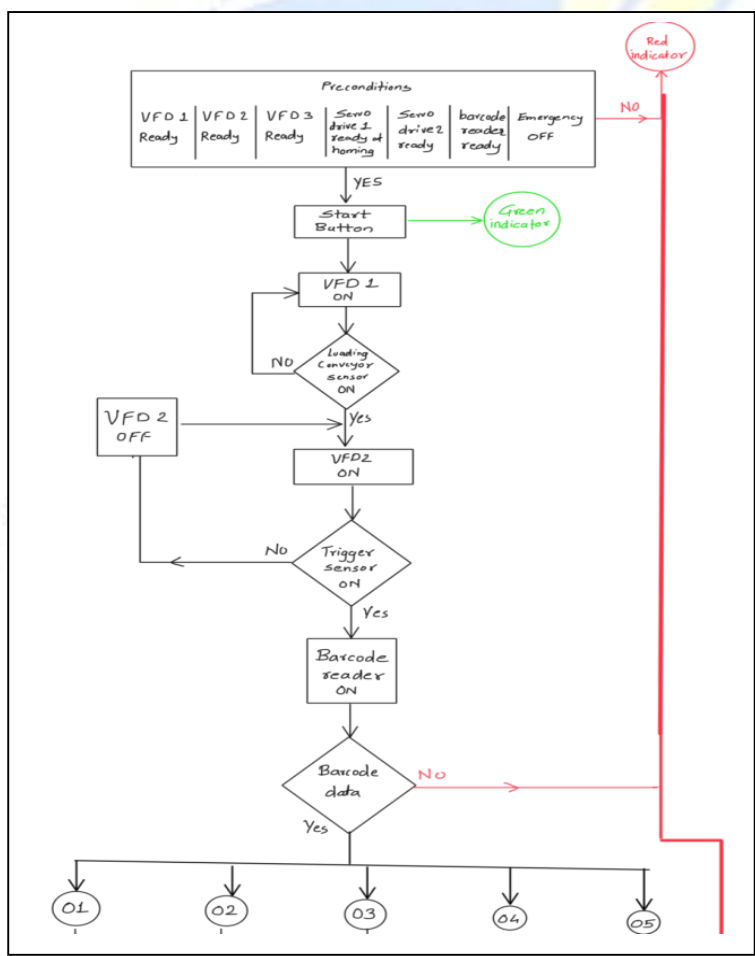 Red
indicator
Preconditions
VFD 1
Ready
VFD 2
Ready
VFD 3
Ready
Servo
drive 1
ready at
homing
Servo
drive 2
ready
barcode
reader
ready
Emergency
OFF
NO
YES
Start
Button
Green
indicator
VFD 1
ON
NO
Loading
Conveyor
sensor
ON
Yes
VFD 2
OFF
VFD2
ON
No
Trigger
sensor
ON
Yes
Barcode
reader
ON
Barcode
data
No
Yes
01
02
03
04
05